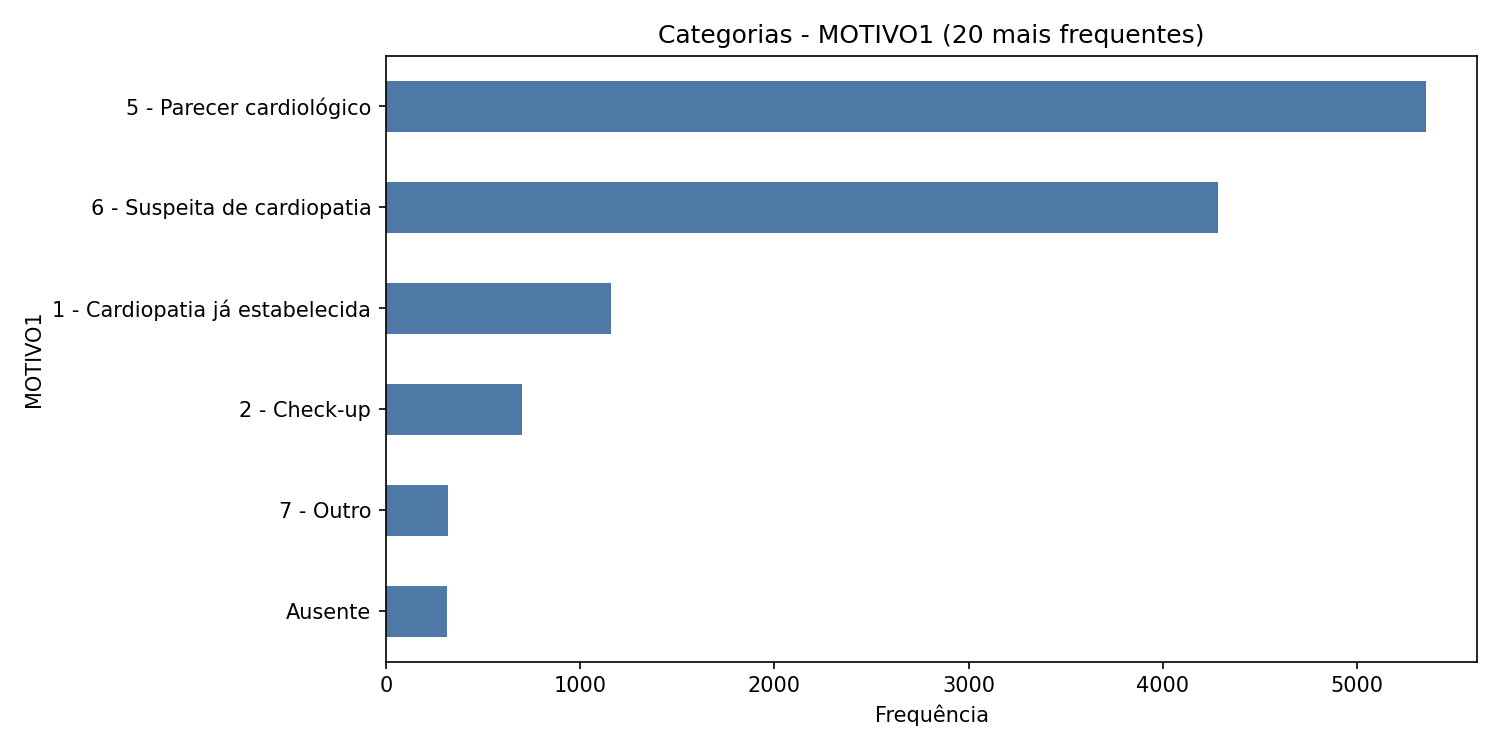 Categorias - MOTIVO1 (20 mais frequentes)
5 - Parecer cardiológico
6 - Suspeita de cardiopatia
1 - Cardiopatia já estabelecida
2 - Check-up
7 - Outro
Ausente
MOTIVO1
0 1000 2000 3000 4000 5000
Frequência